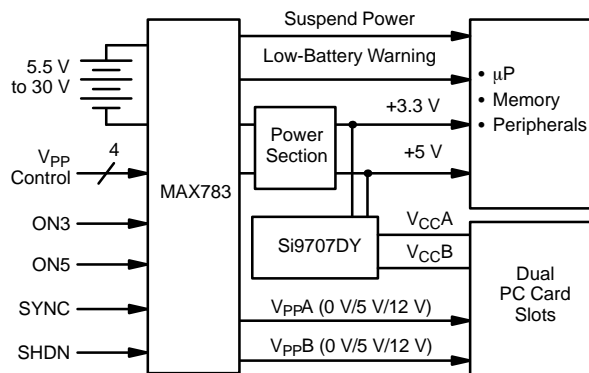 Suspend Power
Low-Battery Warning
5.5 V
to 30 V
• μP
• Memory
• Peripherals
+3.3 V
+5 V
Power
Section
4
VPP
Control
MAX783
ON3
ON5
SYNC
SHDN
Si9707DY
VCCA
VCCB
Dual
PC Card
Slots
VPPA (0 V/5 V/12 V)
VPPB (0 V/5 V/12 V)